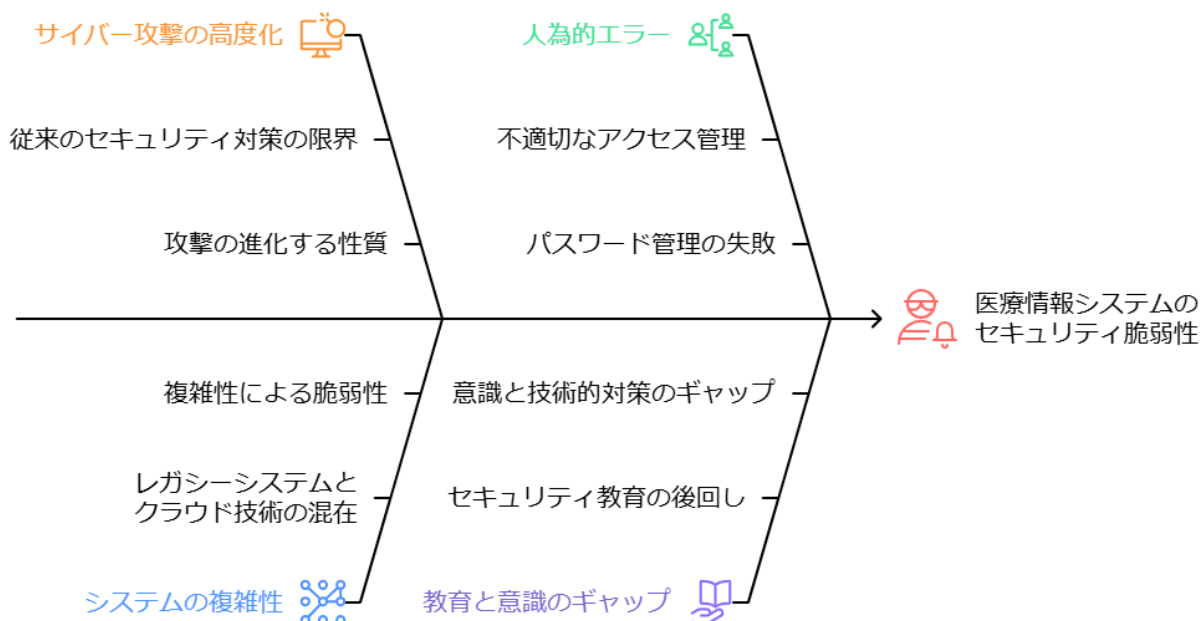 サイバー攻撃の高度化
人為的エラー
従来のセキュリティ対策の限界
不適切なアクセス管理
攻撃の進化する性質
パスワード管理の失敗
医療情報システムの
セキュリティ脆弱性
複雑性による脆弱性
意識と技術的対策のギャップ
レガシーシステムと
クラウド技術の混在
セキュリティ教育の後回し
システムの複雑性
教育と意識のギャップ